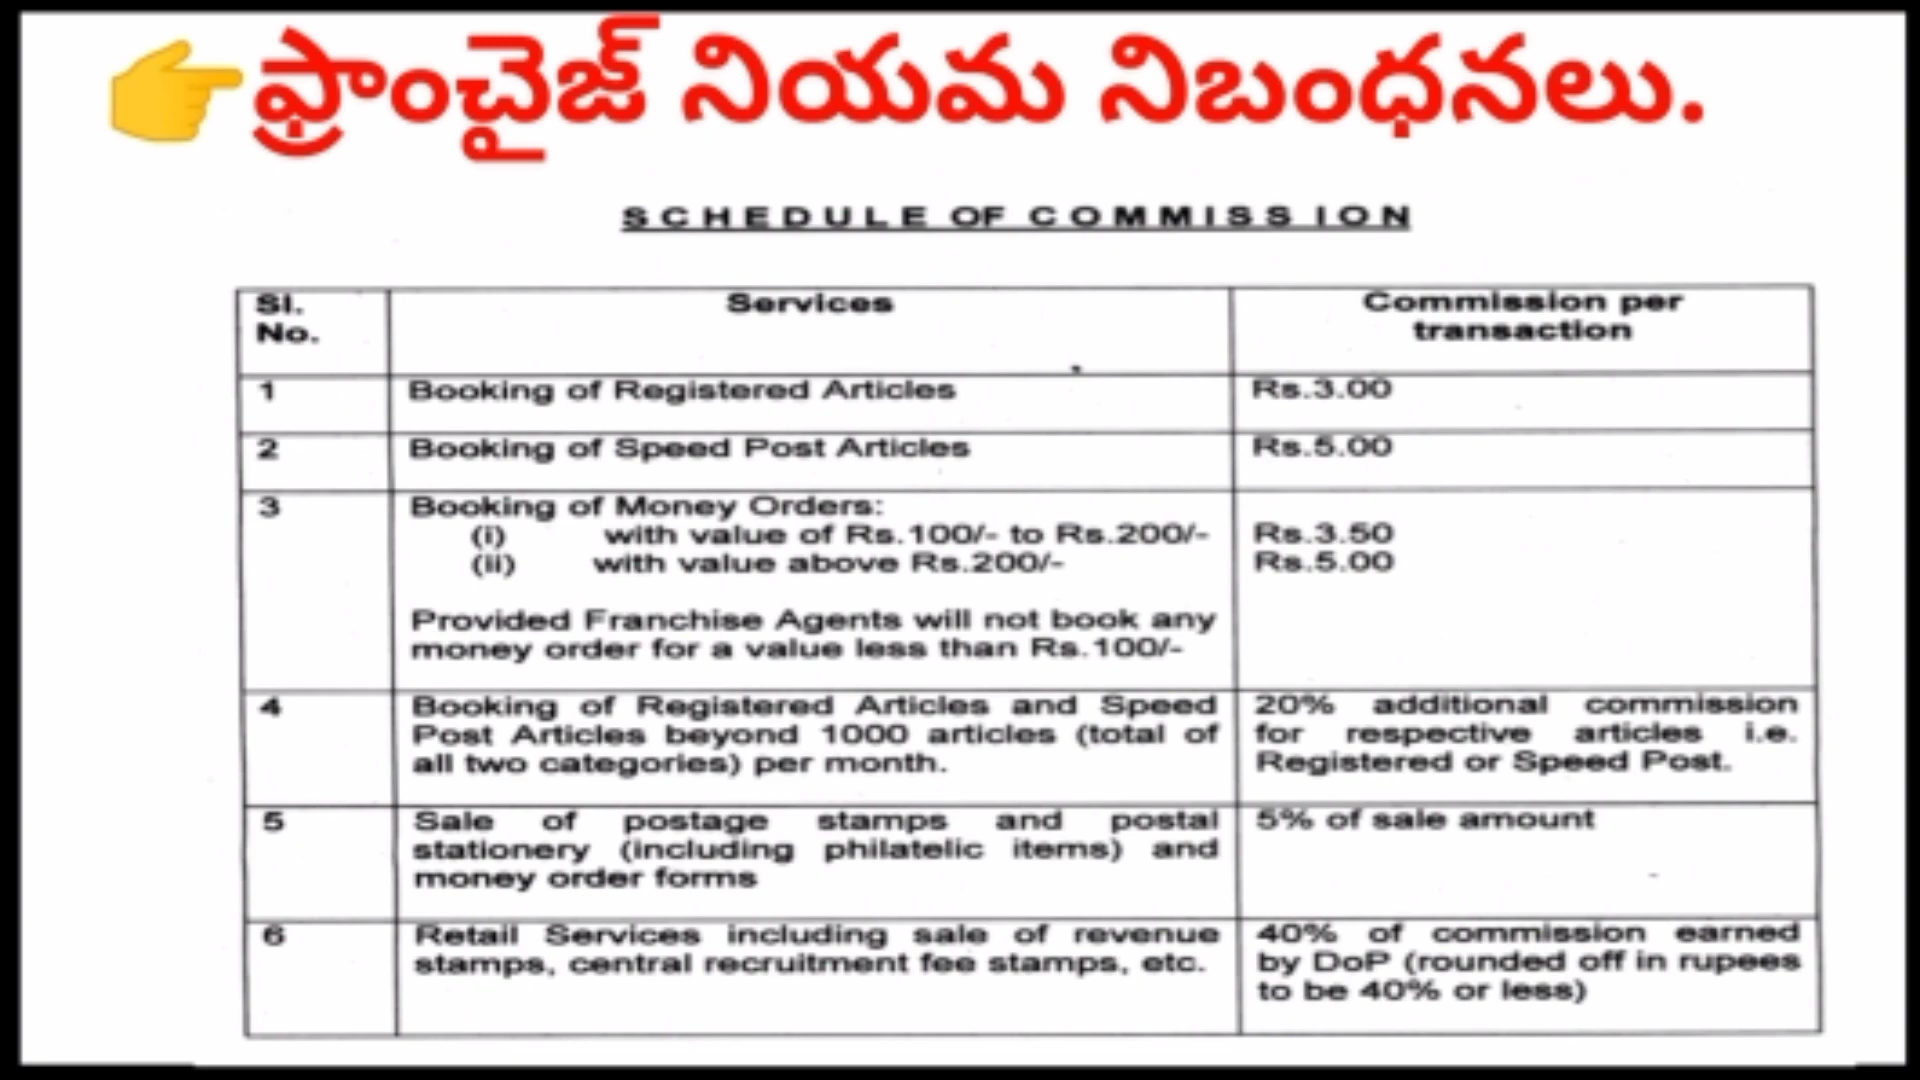 ఫ్రాంచైజ్ నియమ నిబంధనలు.
SCHEDULE OF COMMISSION
Sl. No.
Services
Commission per transaction
1
Booking of Registered Articles
Rs.3.00
2
Booking of Speed Post Articles
Rs.5.00
3
Booking of Money Orders:
(i) with value of Rs.100/- to Rs.200/-
Rs.3.50
(ii) with value above Rs.200/-
Rs.5.00
Provided Franchise Agents will not book any
money order for a value less than Rs.100/-
4
Booking of Registered Articles and Speed
Post Articles beyond 1000 articles (total of
all two categories) per month.
20% additional commission
for respective articles i.e.
Registered or Speed Post.
5
Sale of postage stamps and postal
stationery (including philatelic items) and
money order forms
5% of sale amount
6
Retail Services including sale of revenue
stamps, central recruitment fee stamps, etc.
40% of commission earned
by DoP (rounded off in rupees
to be 40% or less)